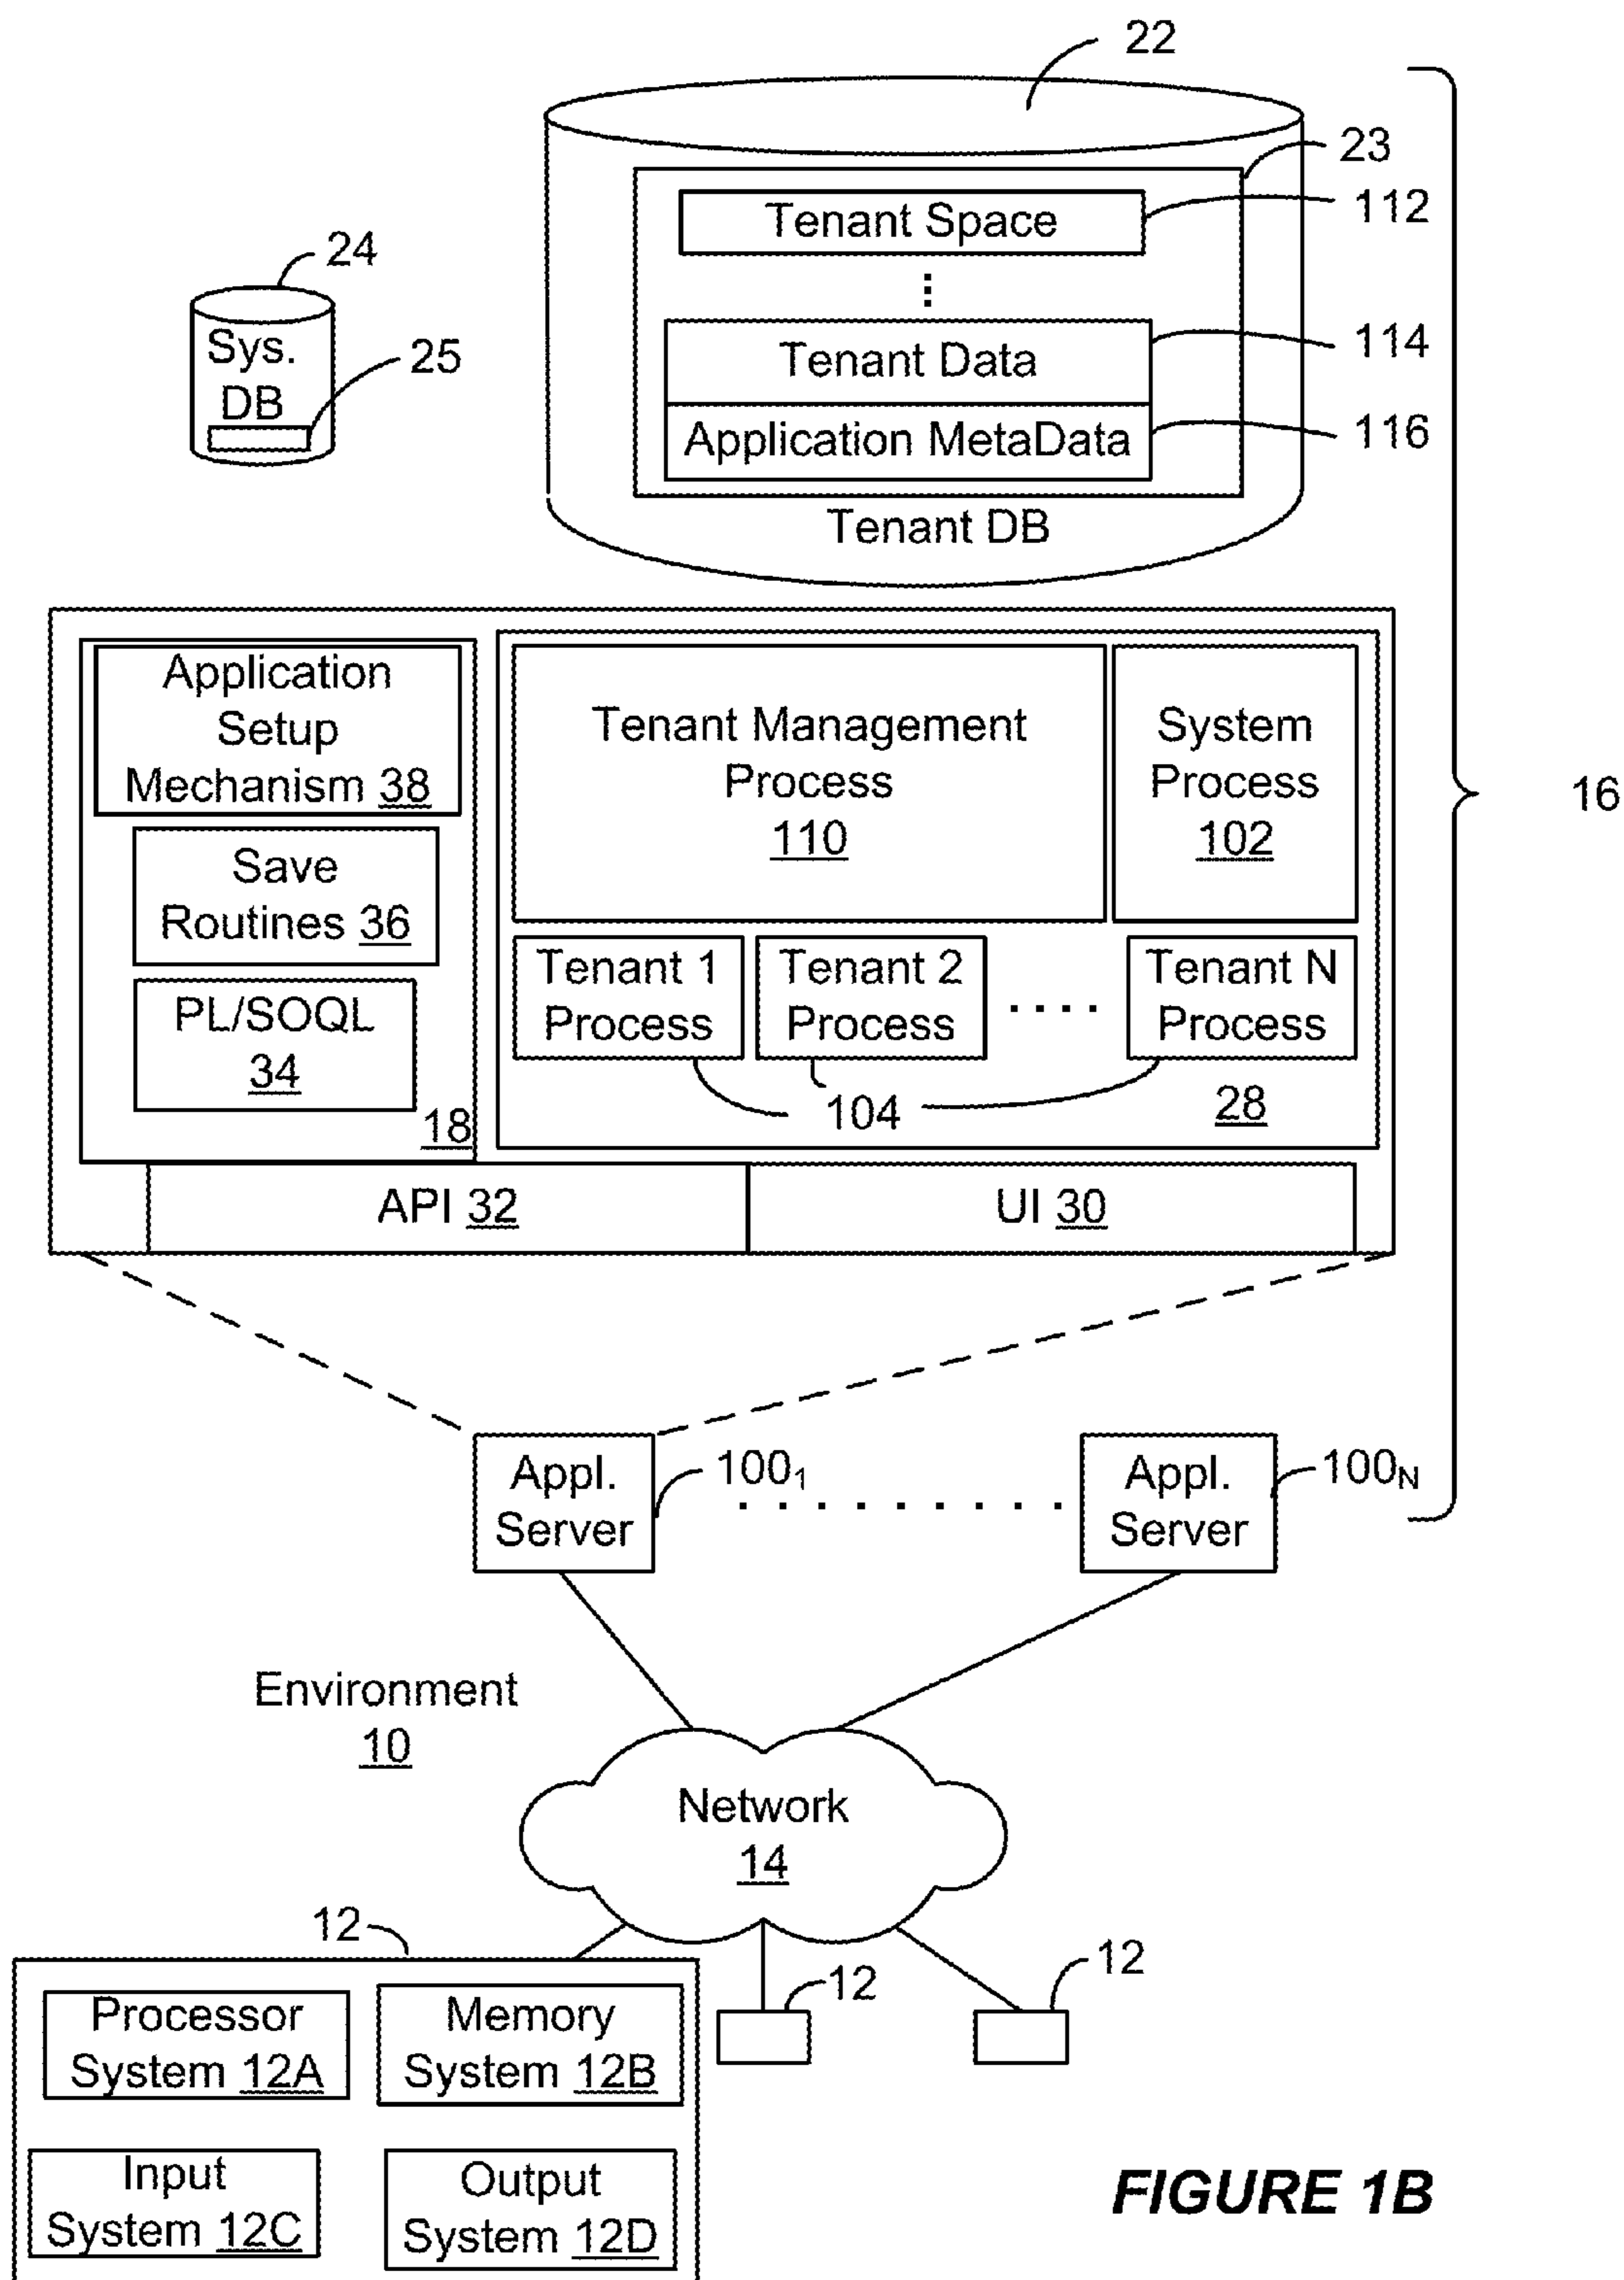 22
23
Tenant Space
112
24
Sys.
DB
25
Tenant Data
114
Application MetaData
116
Tenant DB
Application
Setup
Mechanism 38
Save
Routines 36
PL/SOQL
34
18
Tenant Management
Process
110
System
Process
102
Tenant 1
Process
Tenant 2
Process
....
Tenant N
Process
104
28
16
API 32
UI 30
Appl.
Server
100₁
Appl.
Server
100N
Environment
10
Network
14
12
12
12
Processor
System 12A
Memory
System 12B
Input
System 12C
Output
System 12D
FIGURE 1B